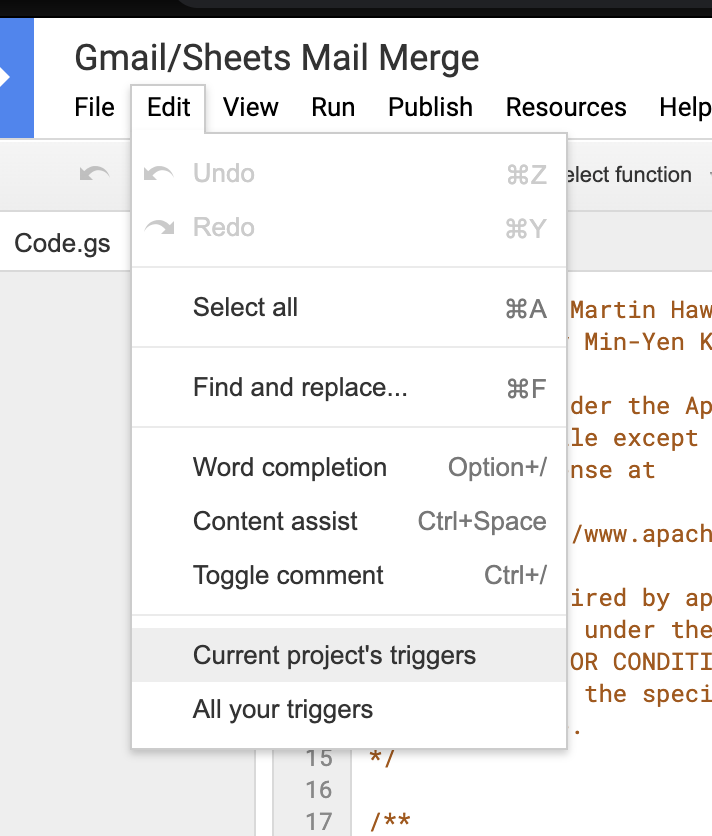 Gmail/Sheets Mail Merge
File Edit View Run Publish Resources Help
Undo ⌘Z
elect function
Redo ⌘Y
Code.gs
Select all ⌘A
Martin Haw
Min-Yen K
Find and replace... ⌘F
der the Ap
le except
Word completion Option+/
nse at
Content assist Ctrl+Space
/www.apach
Toggle comment Ctrl+/
ired by ap
under the
Current project's triggers
OR CONDITI
the speci
All your triggers
.
15 */
16
17 /**